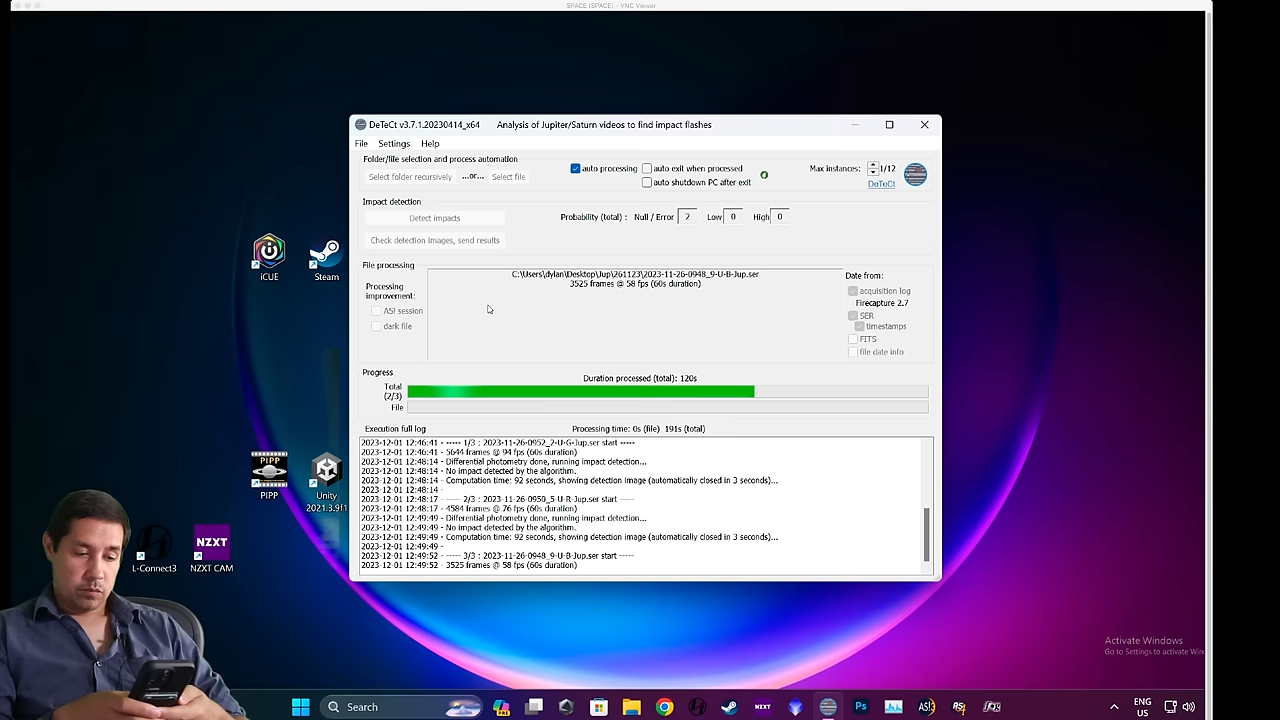 SPACE (SPACE) - VNC Viewer
DeTeCt v3.7.1.20230414_x64 Analysis of Jupiter/Saturn videos to find impact flashes
File Settings Help
Folder/file selection and process automation
Select folder recursively ...or... Select file
auto processing
auto exit when processed
auto shutdown PC after exit
Max instances: 1/12
DeTeCt
Impact detection
Detect impacts
Probability (total) : Null / Error 2 Low 0 High 0
Check detection images, send results
File processing
C:\Users\dylan\Desktop\Jup\261123\2023-11-26-0948_9-U-B-Jup.ser
3525 frames @ 58 fps (60s duration)
Processing
improvement:
ASI session
dark file
Date from:
acquisition log
Firecapture 2.7
SER
timestamps
FITS
file date info
Progress
Duration processed (total): 120s
Total
(2/3)
File
Execution full log Processing time: 0s (file) 191s (total)
2023-12-01 12:46:41 - ----- 1/3 : 2023-11-26-0952_2-U-G-Jup.ser start -----
2023-12-01 12:46:41 - 5644 frames @ 94 fps (60s duration)
2023-12-01 12:48:14 - Differential photometry done, running impact detection...
2023-12-01 12:48:14 - No impact detected by the algorithm.
2023-12-01 12:48:14 - Computation time: 92 seconds, showing detection image (automatically closed in 3 seconds)...
2023-12-01 12:48:14 -
2023-12-01 12:48:17 - ----- 2/3 : 2023-11-26-0950_5-U-R-Jup.ser start -----
2023-12-01 12:48:17 - 4584 frames @ 76 fps (60s duration)
2023-12-01 12:49:49 - Differential photometry done, running impact detection...
2023-12-01 12:49:49 - No impact detected by the algorithm.
2023-12-01 12:49:49 - Computation time: 92 seconds, showing detection image (automatically closed in 3 seconds)...
2023-12-01 12:49:49 -
2023-12-01 12:49:52 - ----- 3/3 : 2023-11-26-0948_9-U-B-Jup.ser start -----
2023-12-01 12:49:52 - 3525 frames @ 58 fps (60s duration)
iCUE
Steam
PIPP
PIPP
Unity
2021.3.9f1
L-Connect3
NZXT
NZXT CAM
Activate Windows
Go to Settings to activate Win
Search
NZXT
Ps
ENG
US